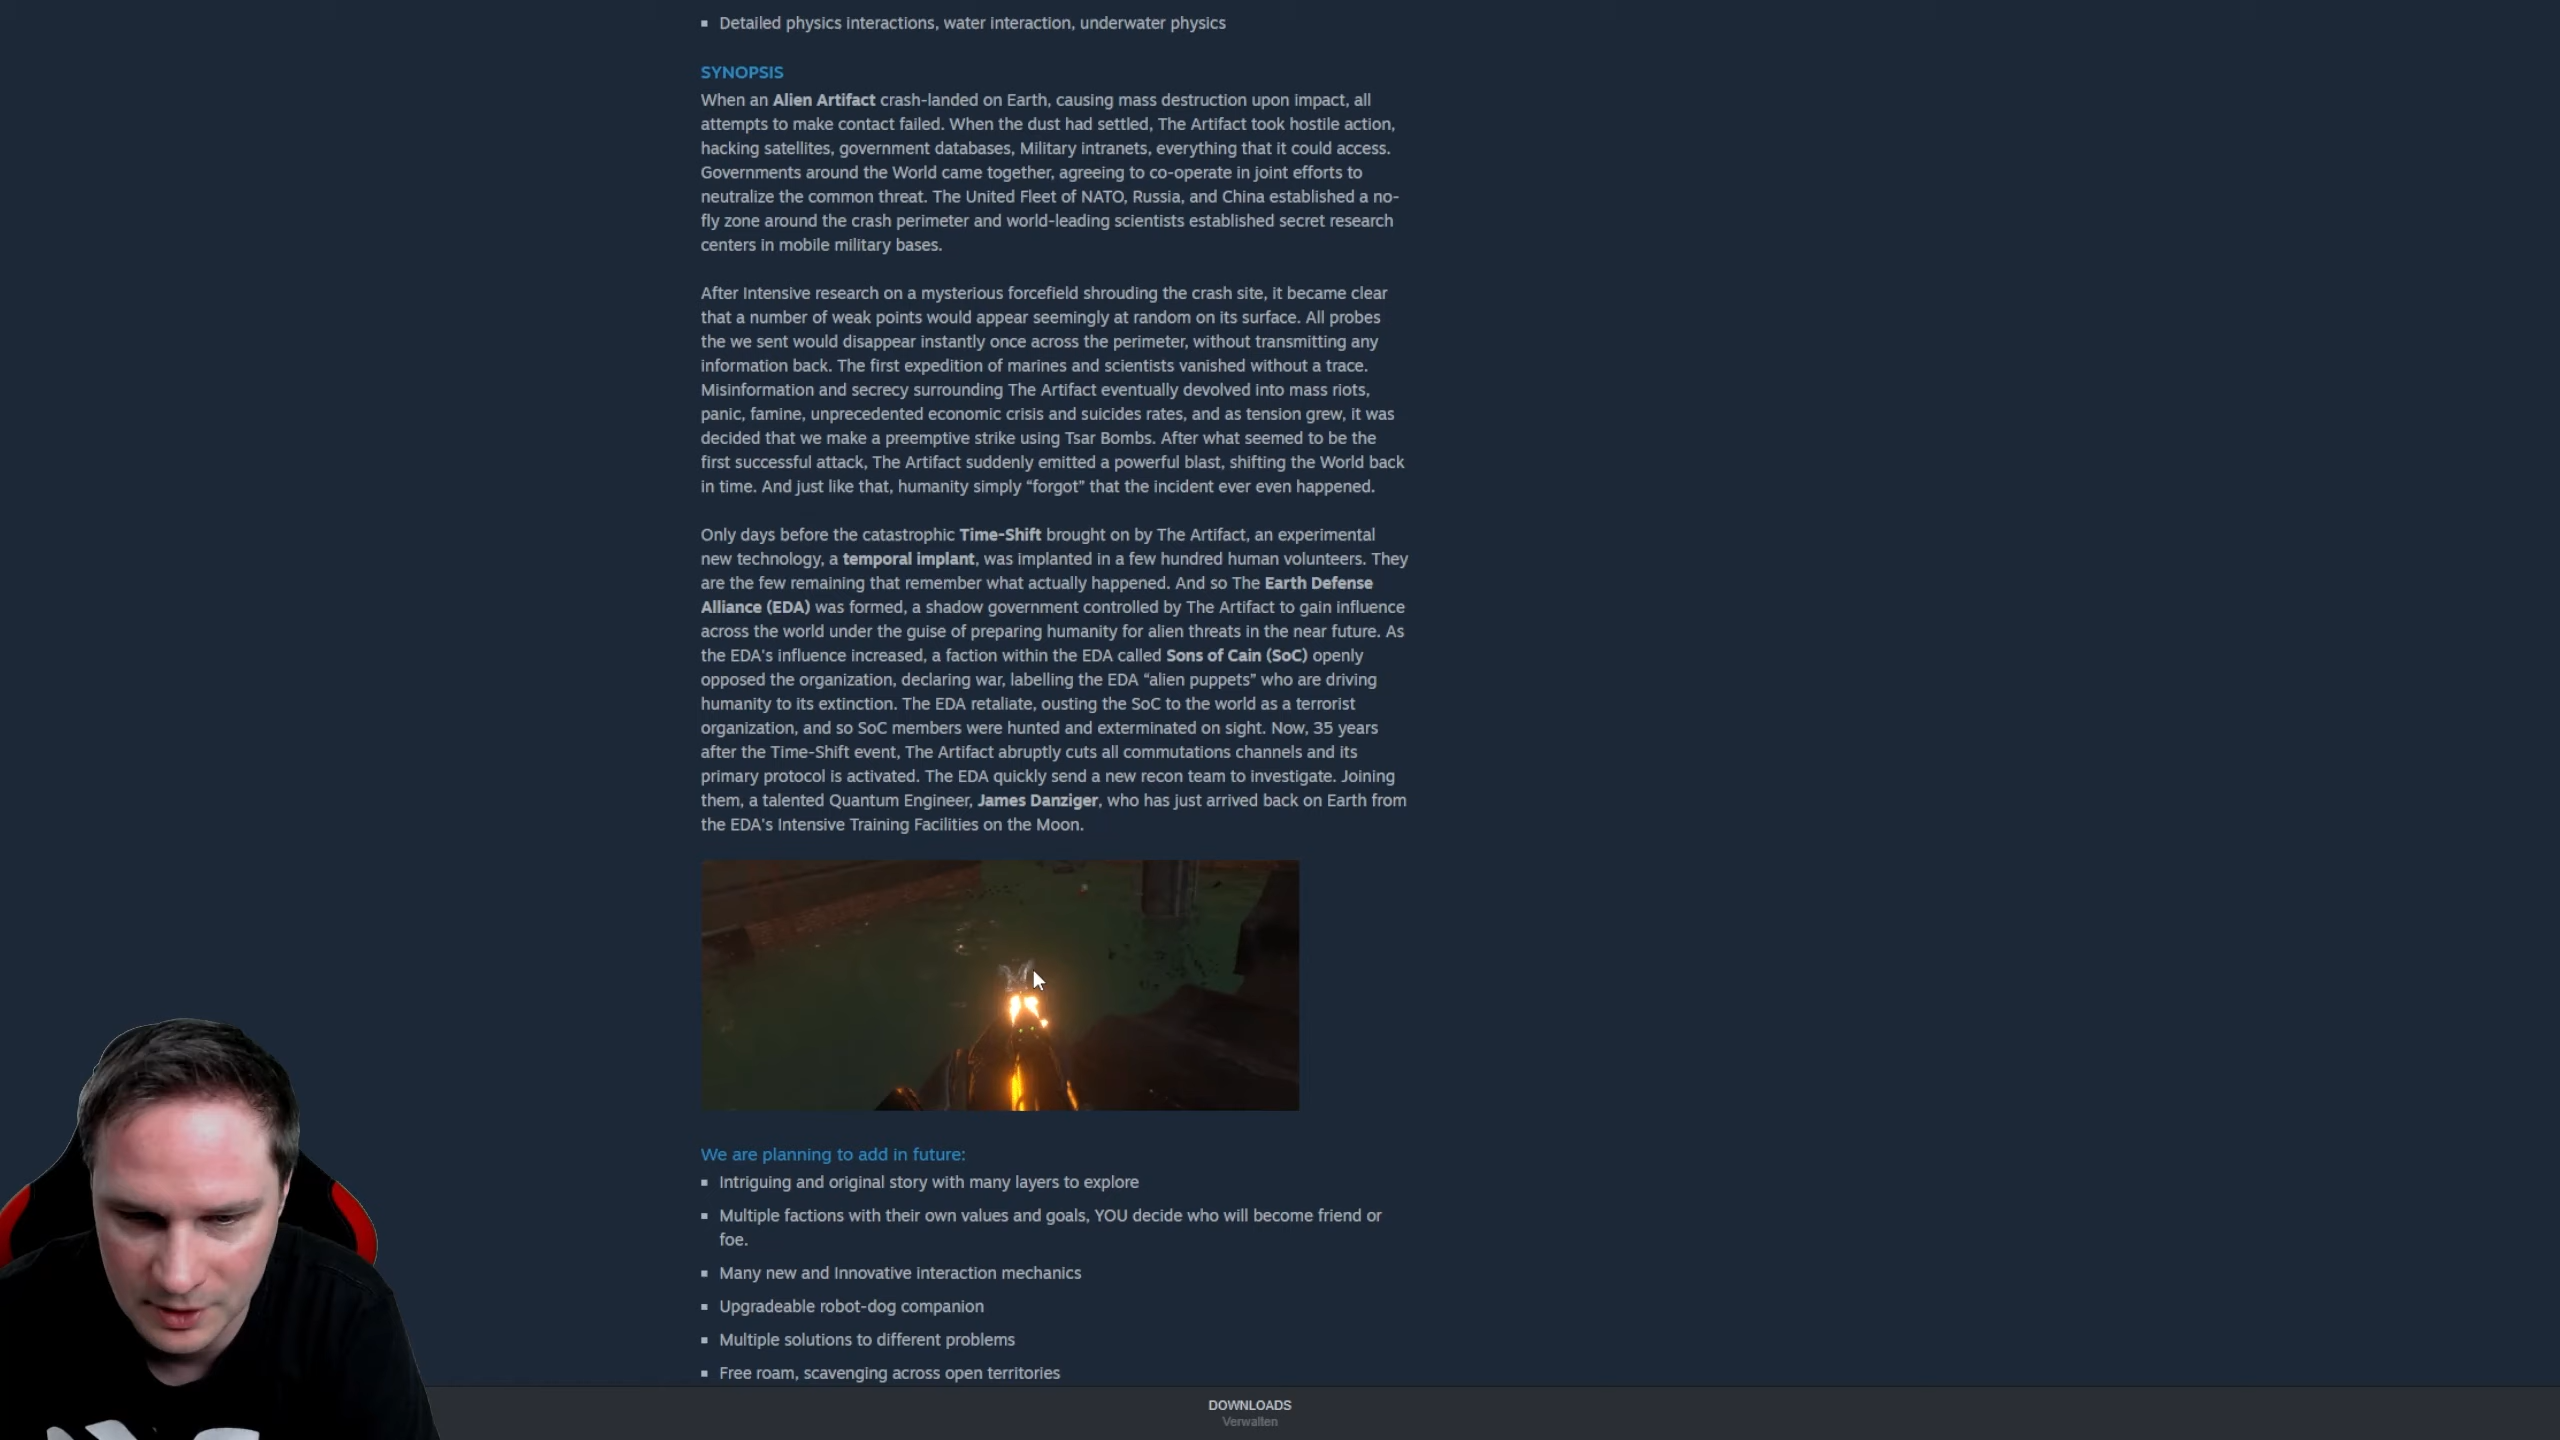 Detailed physics interactions, water interaction, underwater physics
SYNOPSIS
When an Alien Artifact crash-landed on Earth, causing mass destruction upon impact, all
attempts to make contact failed. When the dust had settled, The Artifact took hostile action,
hacking satellites, government databases, Military intranets, everything that it could access.
Governments around the World came together, agreeing to co-operate in joint efforts to
neutralize the common threat. The United Fleet of NATO, Russia, and China established a no-
fly zone around the crash perimeter and world-leading scientists established secret research
centers in mobile military bases.
After Intensive research on a mysterious forcefield shrouding the crash site, it became clear
that a number of weak points would appear seemingly at random on its surface. All probes
the we sent would disappear instantly once across the perimeter, without transmitting any
information back. The first expedition of marines and scientists vanished without a trace.
Misinformation and secrecy surrounding The Artifact eventually devolved into mass riots,
panic, famine, unprecedented economic crisis and suicides rates, and as tension grew, it was
decided that we make a preemptive strike using Tsar Bombs. After what seemed to be the
first successful attack, The Artifact suddenly emitted a powerful blast, shifting the World back
in time. And just like that, humanity simply “forgot” that the incident ever even happened.
Only days before the catastrophic Time-Shift brought on by The Artifact, an experimental
new technology, a temporal implant, was implanted in a few hundred human volunteers. They
are the few remaining that remember what actually happened. And so The Earth Defense
Alliance (EDA) was formed, a shadow government controlled by The Artifact to gain influence
across the world under the guise of preparing humanity for alien threats in the near future. As
the EDA's influence increased, a faction within the EDA called Sons of Cain (SoC) openly
opposed the organization, declaring war, labelling the EDA “alien puppets” who are driving
humanity to its extinction. The EDA retaliate, ousting the SoC to the world as a terrorist
organization, and so SoC members were hunted and exterminated on sight. Now, 35 years
after the Time-Shift event, The Artifact abruptly cuts all commutations channels and its
primary protocol is activated. The EDA quickly send a new recon team to investigate. Joining
them, a talented Quantum Engineer, James Danziger, who has just arrived back on Earth from
the EDA's Intensive Training Facilities on the Moon.
We are planning to add in future:
Intriguing and original story with many layers to explore
Multiple factions with their own values and goals, YOU decide who will become friend or
foe.
Many new and Innovative interaction mechanics
Upgradeable robot-dog companion
Multiple solutions to different problems
Free roam, scavenging across open territories
DOWNLOADS
Verwalten